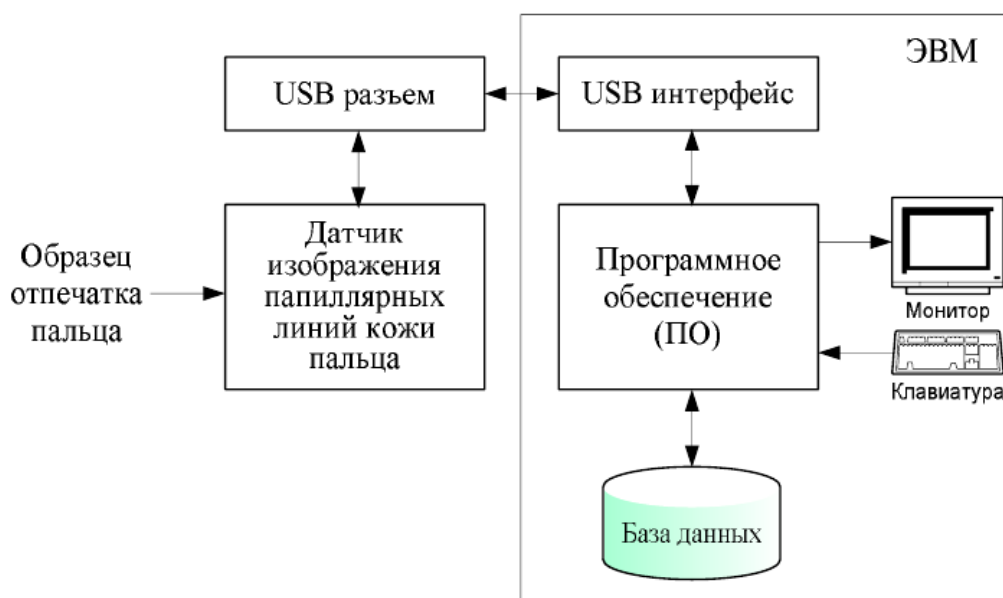 ЭВМ
USB разъем
USB интерфейс
Образец
отпечатка
пальца
Датчик
изображения
папиллярных
линий кожи
пальца
Программное
обеспечение
(ПО)
Монитор
Клавиатура
База данных